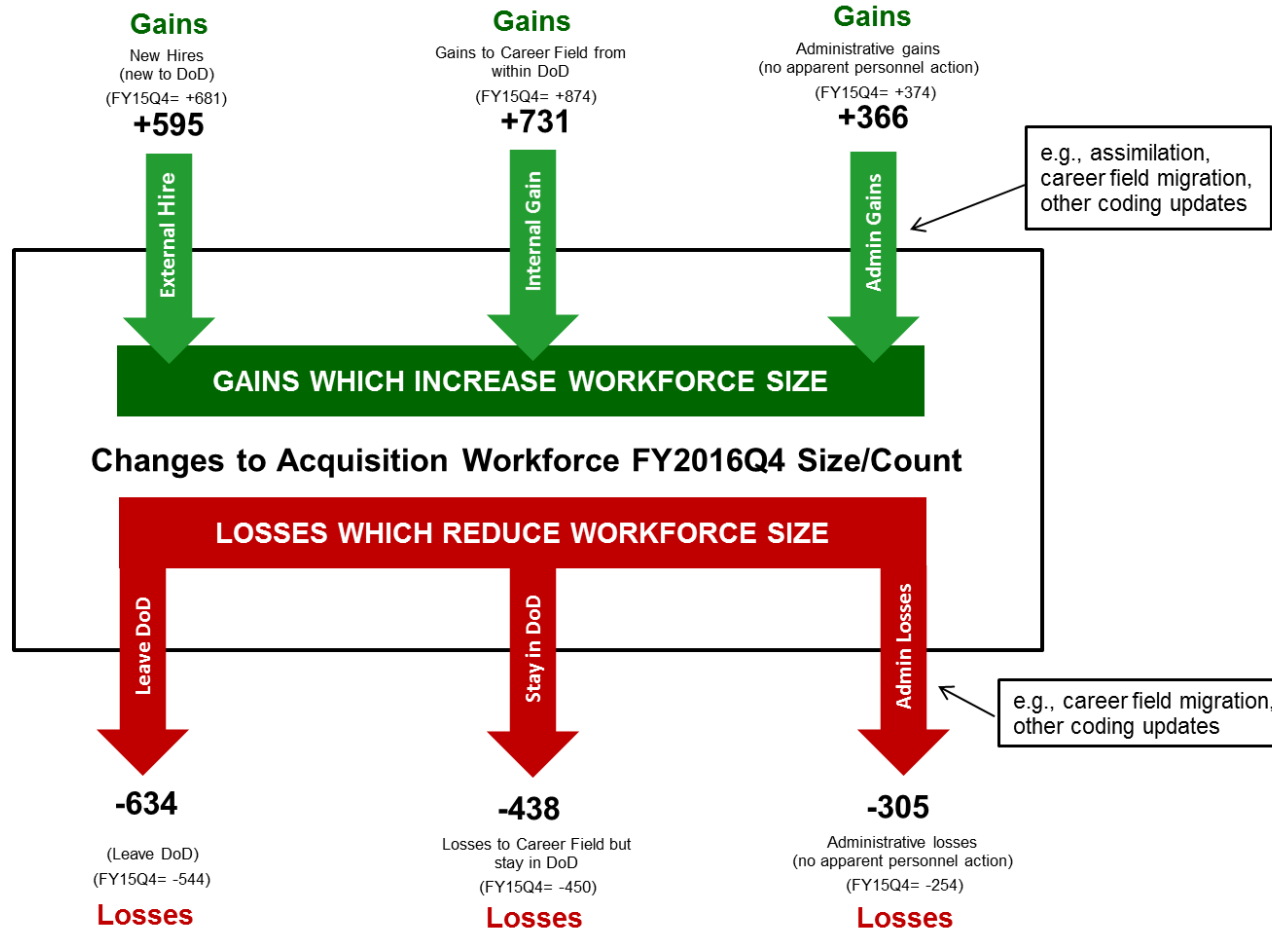 Gains
New Hires
(new to DoD)
(FY15Q4= +681)
+595
Gains
Gains to Career Field from
within DoD
(FY15Q4= +874)
+731
Gains
Administrative gains
(no apparent personnel action)
(FY15Q4= +374)
+366
External Hire
Internal Gain
Admin Gains
e.g., assimilation,
career field migration,
other coding updates
GAINS WHICH INCREASE WORKFORCE SIZE
Changes to Acquisition Workforce FY2016Q4 Size/Count
LOSSES WHICH REDUCE WORKFORCE SIZE
Leave DoD
Stay in DoD
Admin Losses
e.g., career field migration,
other coding updates
-634
(Leave DoD)
(FY15Q4= -544)
Losses
-438
Losses to Career Field but
stay in DoD
(FY15Q4= -450)
Losses
-305
Administrative losses
(no apparent personnel action)
(FY15Q4= -254)
Losses